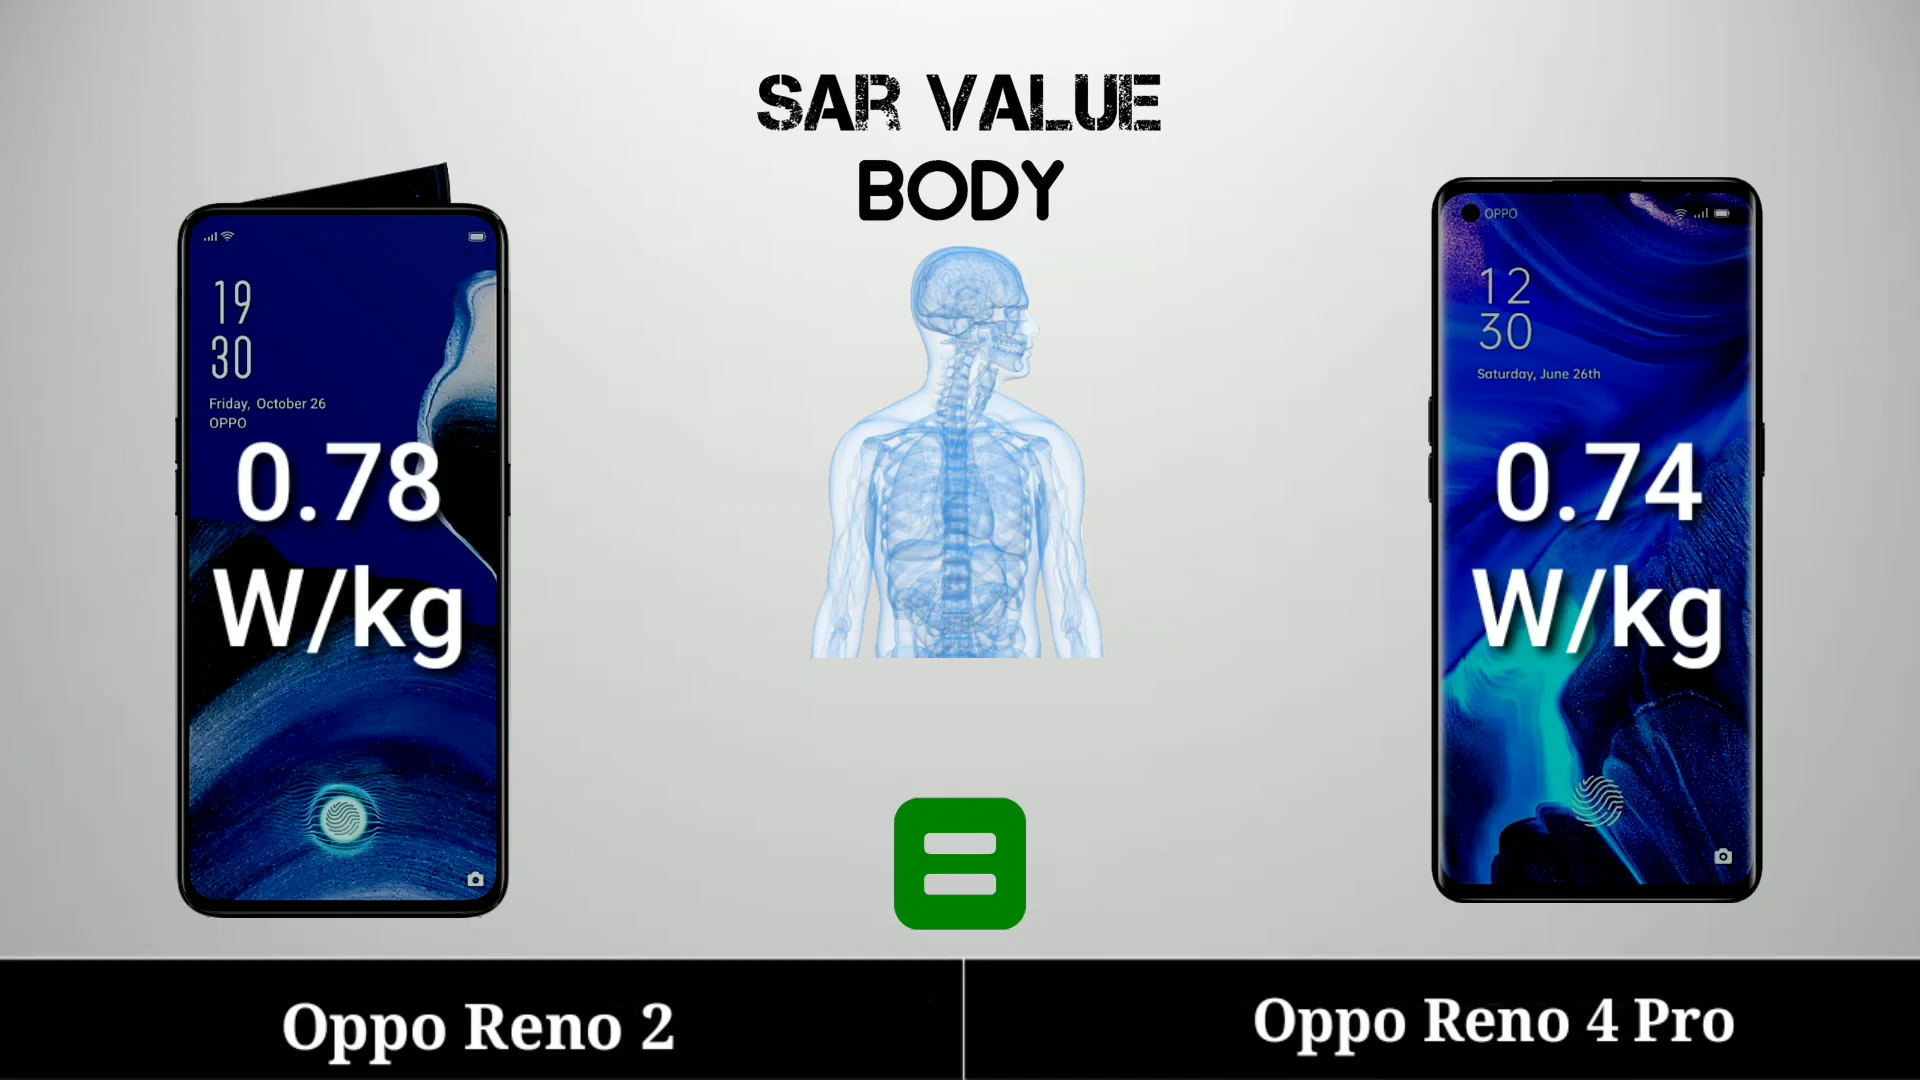 SAR VALUE
BODY
19
30
Friday, October 26
OPPO
0.78
W/kg
OPPO
12
30
Saturday, June 26th
0.74
W/kg
Oppo Reno 2
Oppo Reno 4 Pro